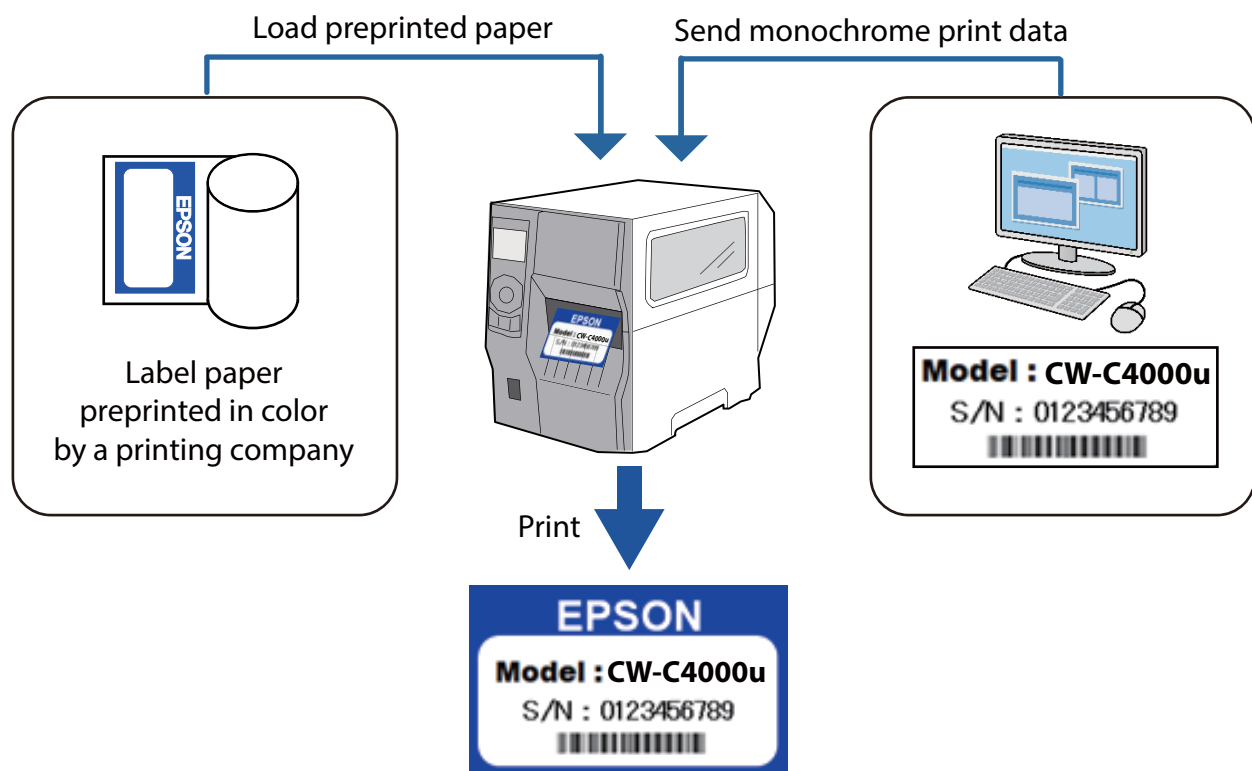 Load preprinted paper
Send monochrome print data
EPSON
Label paper
preprinted in color
by a printing company
EPSON
Model : CW-C4000u
S/N : 0123456789
Model : CW-C4000u
S/N : 0123456789
Print
EPSON
Model : CW-C4000u
S/N : 0123456789